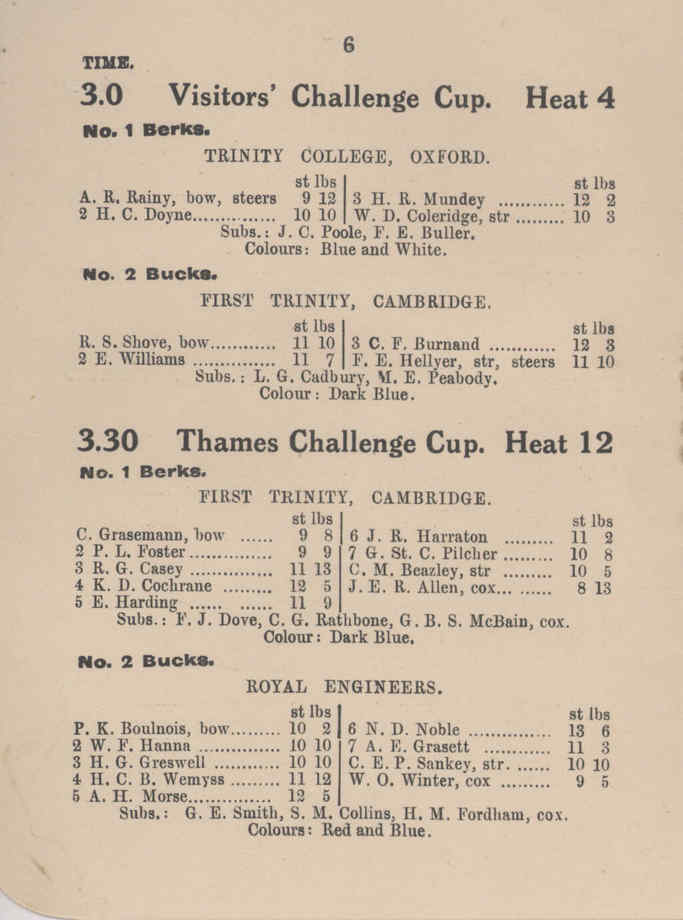 6
TIME.
3.0 Visitors' Challenge Cup. Heat 4
No. 1 Berks.
TRINITY COLLEGE, OXFORD.
st lbs st lbs
A. R. Rainy, bow, steers 9 12 3 H. R. Mundey ............ 12 2
2 H. C. Doyne............... 10 10 W. D. Coleridge, str ......... 10 3
Subs.: J. C. Poole, F. E. Buller.
Colours: Blue and White.
No. 2 Bucks.
FIRST TRINITY, CAMBRIDGE.
st lbs st lbs
R. S. Shove, bow............ 11 10 3 C. F. Burnand ............ 12 3
2 E. Williams ............... 11 7 F. E. Hellyer, str, steers 11 10
Subs.: L. G. Cadbury, M. E. Peabody.
Colour: Dark Blue.
3.30 Thames Challenge Cup. Heat 12
No. 1 Berks.
FIRST TRINITY, CAMBRIDGE.
st lbs st lbs
C. Grasemann, bow ...... 9 8 6 J. R. Harraton ......... 11 2
2 P. L. Foster............... 9 9 7 G. St. C. Pilcher ......... 10 8
3 R. G. Casey ............... 11 13 C. M. Beazley, str ......... 10 5
4 K. D. Cochrane ......... 12 5 J. E. R. Allen, cox... ...... 8 13
5 E. Harding ...... ...... 11 9
Subs.: F. J. Dove, C. G. Rathbone, G. B. S. McBain, cox.
Colour: Dark Blue.
No. 2 Bucks.
ROYAL ENGINEERS.
st lbs st lbs
P. K. Boulnois, bow......... 10 2 6 N. D. Noble ............... 13 6
2 W. F. Hanna ............... 10 10 7 A. E. Grasett ............ 11 3
3 H. G. Greswell ............ 10 10 C. E. P. Sankey, str. ...... 10 10
4 H. C. B. Wemyss ......... 11 12 W. O. Winter, cox ......... 9 5
5 A. H. Morse............... 12 5
Subs.: G. E. Smith, S. M. Collins, H. M. Fordham, cox.
Colours: Red and Blue.